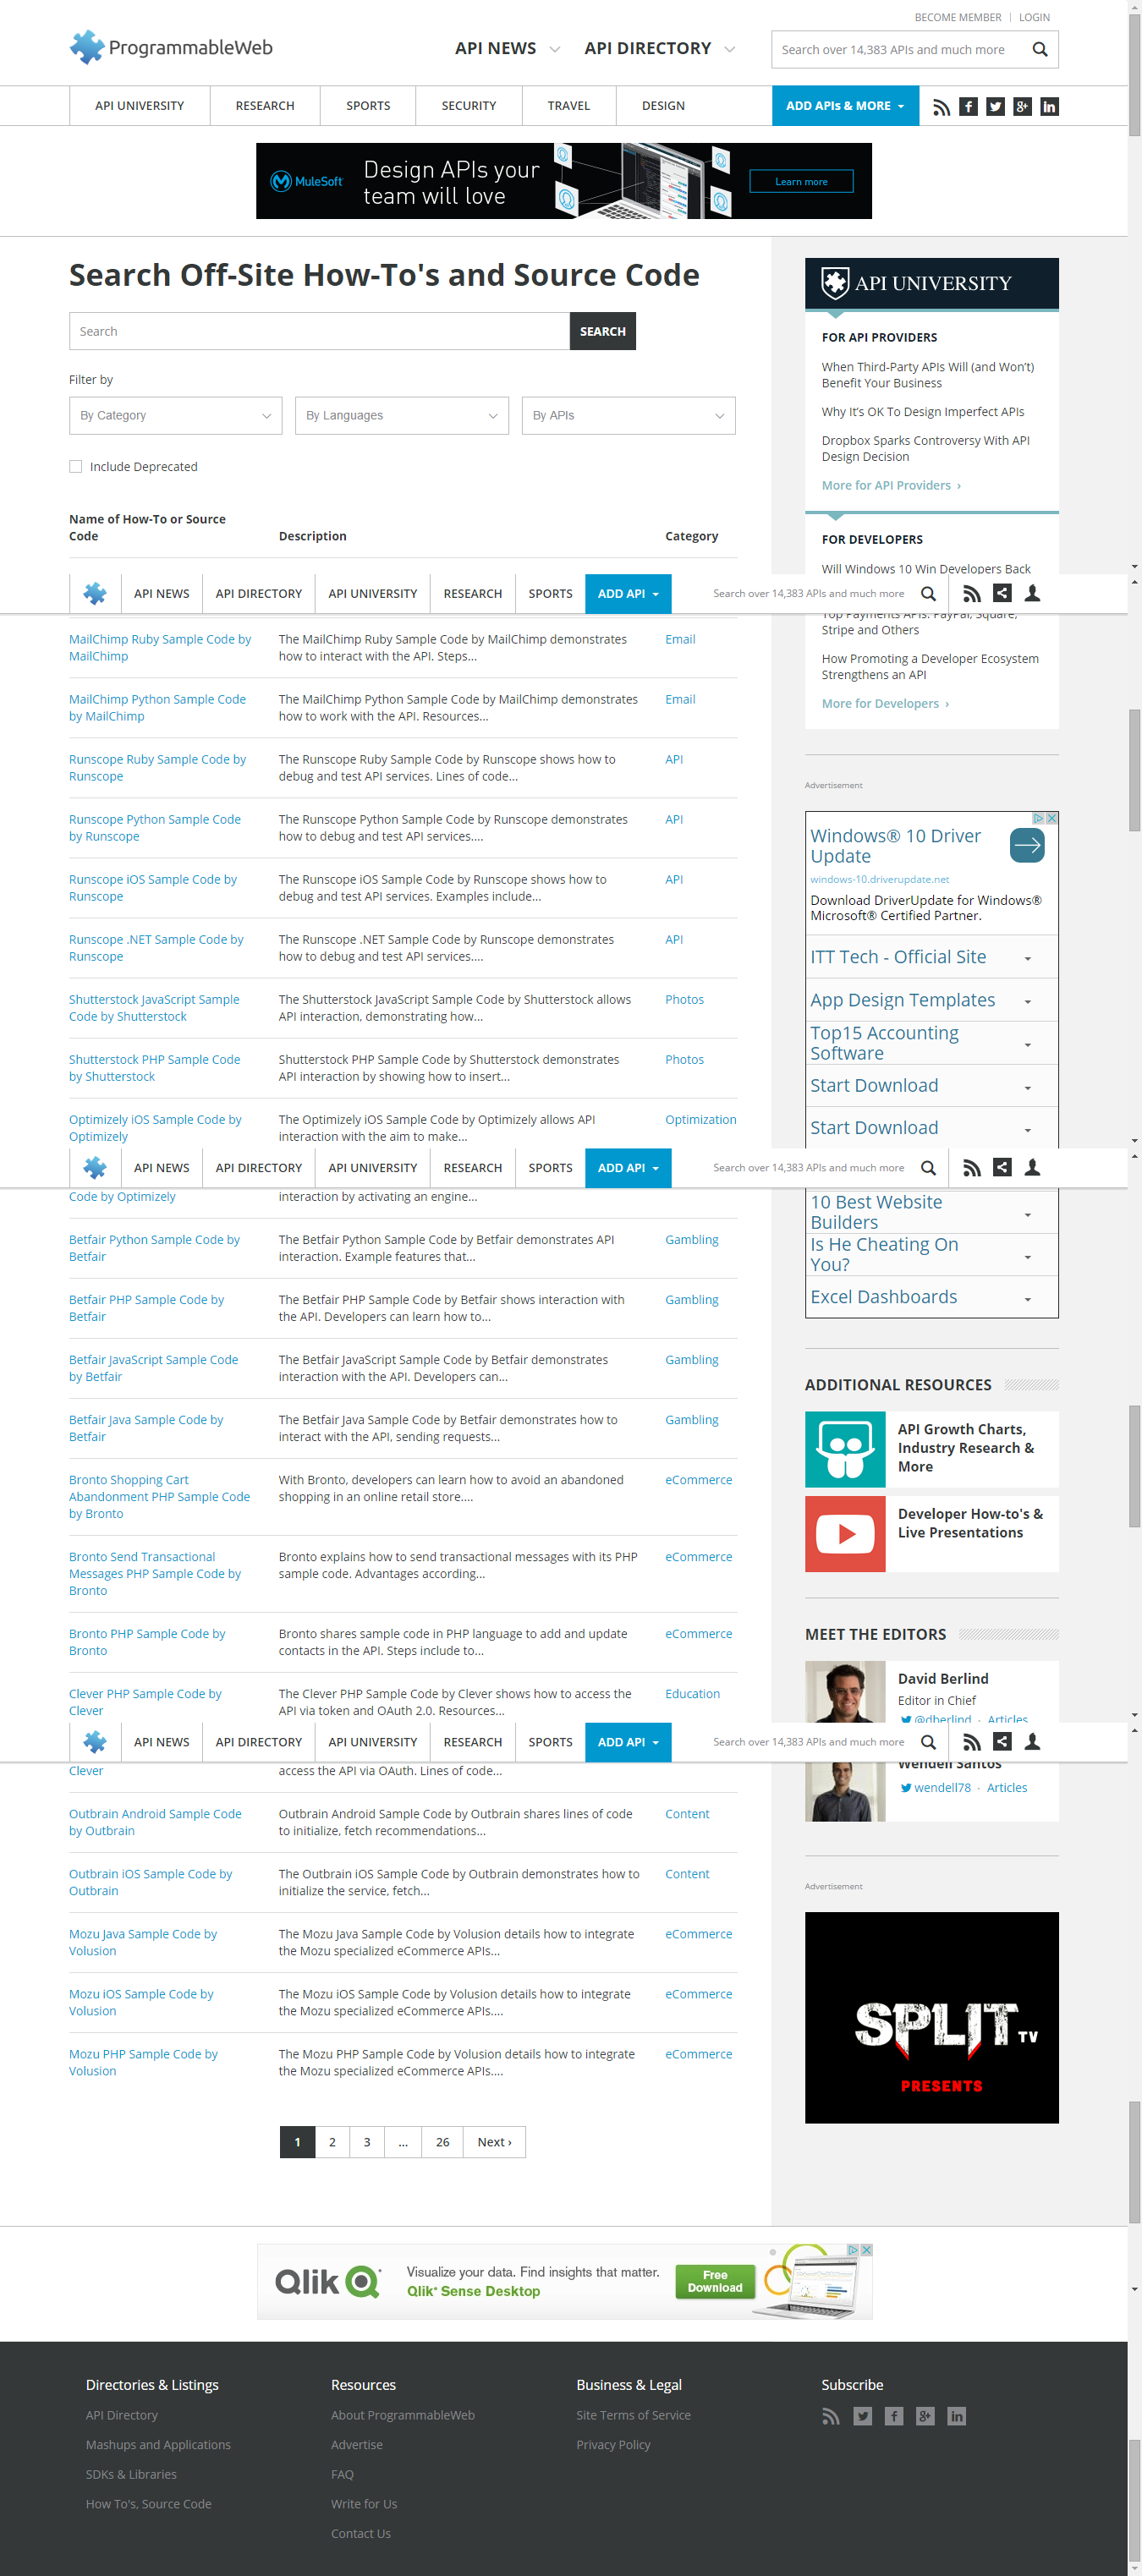 BECOME MEMBER | LOGIN
ProgrammableWeb
API NEWS
API DIRECTORY
Search over 14,383 APIs and much more
API UNIVERSITY
RESEARCH
SPORTS
SECURITY
TRAVEL
DESIGN
ADD APIs & MORE
MuleSoft
Design APIs your
team will love
Learn more
Search Off-Site How-To's and Source Code
Search
SEARCH
Filter by
By Category
By Languages
By APIs
Include Deprecated
Name of How-To or Source
Code
Description
Category
API UNIVERSITY
FOR API PROVIDERS
When Third-Party APIs Will (and Won't)
Benefit Your Business
Why It's OK To Design Imperfect APIs
Dropbox Sparks Controversy With API
Design Decision
More for API Providers ›
FOR DEVELOPERS
Will Windows 10 Win Developers Back
API NEWS
API DIRECTORY
API UNIVERSITY
RESEARCH
SPORTS
ADD API
Search over 14,383 APIs and much more
Top Payments APIs: PayPal, Square,
Stripe and Others
How Promoting a Developer Ecosystem
Strengthens an API
More for Developers ›
MailChimp Ruby Sample Code by
MailChimp
The MailChimp Ruby Sample Code by MailChimp demonstrates
how to interact with the API. Steps...
Email
MailChimp Python Sample Code
by MailChimp
The MailChimp Python Sample Code by MailChimp demonstrates
how to work with the API. Resources...
Email
Runscope Ruby Sample Code by
Runscope
The Runscope Ruby Sample Code by Runscope shows how to
debug and test API services. Lines of code...
API
Runscope Python Sample Code
by Runscope
The Runscope Python Sample Code by Runscope demonstrates
how to debug and test API services....
API
Runscope iOS Sample Code by
Runscope
The Runscope iOS Sample Code by Runscope shows how to
debug and test API services. Examples include...
API
Runscope .NET Sample Code by
Runscope
The Runscope .NET Sample Code by Runscope demonstrates
how to debug and test API services....
API
Shutterstock JavaScript Sample
Code by Shutterstock
The Shutterstock JavaScript Sample Code by Shutterstock allows
API interaction, demonstrating how...
Photos
Shutterstock PHP Sample Code
by Shutterstock
Shutterstock PHP Sample Code by Shutterstock demonstrates
API interaction by showing how to insert...
Photos
Optimizely iOS Sample Code by
Optimizely
The Optimizely iOS Sample Code by Optimizely allows API
interaction with the aim to make...
Optimization
Advertisement
Windows® 10 Driver
Update
windows-10.driverupdate.net
Download DriverUpdate for Windows®
Microsoft® Certified Partner.
ITT Tech - Official Site
App Design Templates
Top15 Accounting
Software
Start Download
Start Download
API NEWS
API DIRECTORY
API UNIVERSITY
RESEARCH
SPORTS
ADD API
Search over 14,383 APIs and much more
Code by Optimizely
interaction by activating an engine...
10 Best Website
Builders
Is He Cheating On
You?
Excel Dashboards
Betfair Python Sample Code by
Betfair
The Betfair Python Sample Code by Betfair demonstrates API
interaction. Example features that...
Gambling
Betfair PHP Sample Code by
Betfair
The Betfair PHP Sample Code by Betfair shows interaction with
the API. Developers can learn how to...
Gambling
Betfair JavaScript Sample Code
by Betfair
The Betfair JavaScript Sample Code by Betfair demonstrates
interaction with the API. Developers can...
Gambling
Betfair Java Sample Code by
Betfair
The Betfair Java Sample Code by Betfair demonstrates how to
interact with the API, sending requests...
Gambling
Bronto Shopping Cart
Abandonment PHP Sample Code
by Bronto
With Bronto, developers can learn how to avoid an abandoned
shopping in an online retail store....
eCommerce
Bronto Send Transactional
Messages PHP Sample Code by
Bronto
Bronto explains how to send transactional messages with its PHP
sample code. Advantages according...
eCommerce
Bronto PHP Sample Code by
Bronto
Bronto shares sample code in PHP language to add and update
contacts in the API. Steps include to...
eCommerce
Clever PHP Sample Code by
Clever
The Clever PHP Sample Code by Clever shows how to access the
API via token and OAuth 2.0. Resources...
Education
ADDITIONAL RESOURCES
API Growth Charts,
Industry Research &
More
Developer How-to's &
Live Presentations
MEET THE EDITORS
David Berlind
Editor in Chief
@dberlind · Articles
API NEWS
API DIRECTORY
API UNIVERSITY
RESEARCH
SPORTS
ADD API
Search over 14,383 APIs and much more
Clever
access the API via OAuth. Lines of code...
Wendell Santos
wendell78 · Articles
Outbrain Android Sample Code
by Outbrain
Outbrain Android Sample Code by Outbrain shares lines of code
to initialize, fetch recommendations...
Content
Outbrain iOS Sample Code by
Outbrain
The Outbrain iOS Sample Code by Outbrain demonstrates how to
initialize the service, fetch...
Content
Mozu Java Sample Code by
Volusion
The Mozu Java Sample Code by Volusion details how to integrate
the Mozu specialized eCommerce APIs...
eCommerce
Mozu iOS Sample Code by
Volusion
The Mozu iOS Sample Code by Volusion details how to integrate
the Mozu specialized eCommerce APIs....
eCommerce
Mozu PHP Sample Code by
Volusion
The Mozu PHP Sample Code by Volusion details how to integrate
the Mozu specialized eCommerce APIs....
eCommerce
Advertisement
SPLIT TV
PRESENTS
1
2
3
...
26
Next ›
Qlik
Visualize your data. Find insights that matter.
Qlik® Sense Desktop
Free
Download
Directories & Listings
API Directory
Mashups and Applications
SDKs & Libraries
How To's, Source Code
Resources
About ProgrammableWeb
Advertise
FAQ
Write for Us
Contact Us
Business & Legal
Site Terms of Service
Privacy Policy
Subscribe